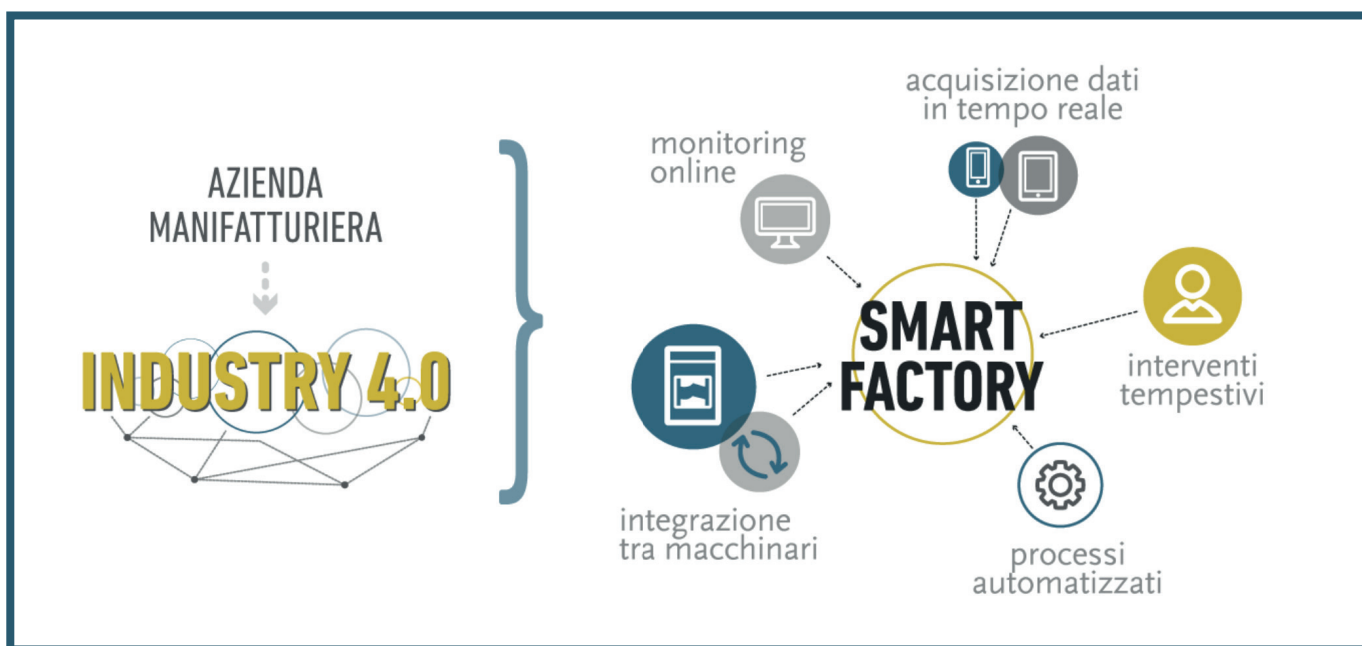 AZIENDA
MANIFATTURIERA
INDUSTRY 4.0
monitoring
online
acquisizione dati
in tempo reale
SMART
FACTORY
interventi
tempestivi
integrazione
tra macchinari
processi
automatizzati